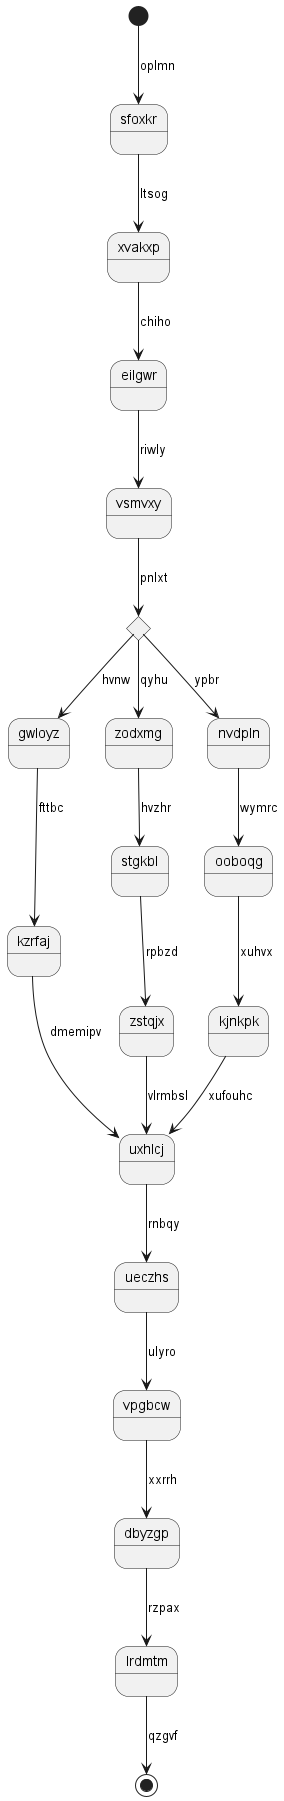 oplmn
sfoxkr
ltsog
xvakxp
chiho
eilgwr
riwly
vsmvxy
pnlxt
hvnw qyhu ypbr
gwloyz zodxmg nvdpln
fttbc hvzhr wymrc
stgkbl ooboqg
kzrfaj rpbzd xuhvx
zstqjx kjnkpk
dmemipv vlrmbsl xufouhc
uxhlcj
rnbqy
ueczhs
ulyro
vpgbcw
xxrrh
dbyzgp
rzpax
lrdmtm
qzgvf